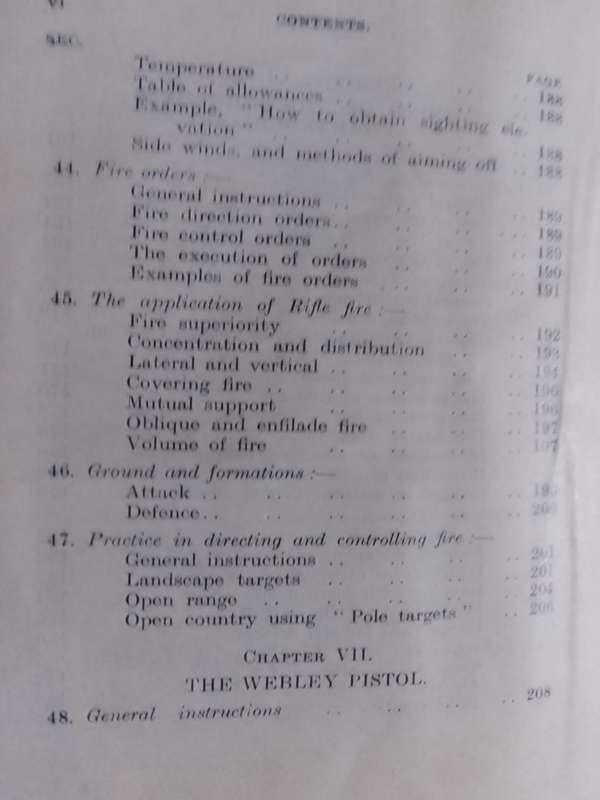 vi
CONTENTS.
SEC.
PAGE
Temperature .. .. .. .. .. 188
Table of allowances .. .. .. .. 188
Example, "How to obtain sighting ele-
vation" .. .. .. .. .. 188
Side winds, and methods of aiming off .. 188
44. Fire orders :—
General instructions .. .. .. .. 189
Fire direction orders.. .. .. .. 189
Fire control orders .. .. .. .. 189
The execution of orders .. .. .. 190
Examples of fire orders .. .. .. 191
45. The application of Rifle fire :—
Fire superiority .. .. .. .. 192
Concentration and distribution .. .. 193
Lateral and vertical .. .. .. .. 194
Covering fire .. .. .. .. .. 196
Mutual support .. .. .. .. 196
Oblique and enfilade fire .. .. .. 197
Volume of fire .. .. .. .. 197
46. Ground and formations :—
Attack .. .. .. .. .. ..
Defence.. .. .. .. .. .. 200
47. Practice in directing and controlling fire :—
General instructions .. .. .. .. 201
Landscape targets .. .. .. .. 201
Open range .. .. .. .. .. 204
Open country using "Pole targets" .. 206
CHAPTER VII.
THE WEBLEY PISTOL.
48. General instructions .. .. .. .. 208